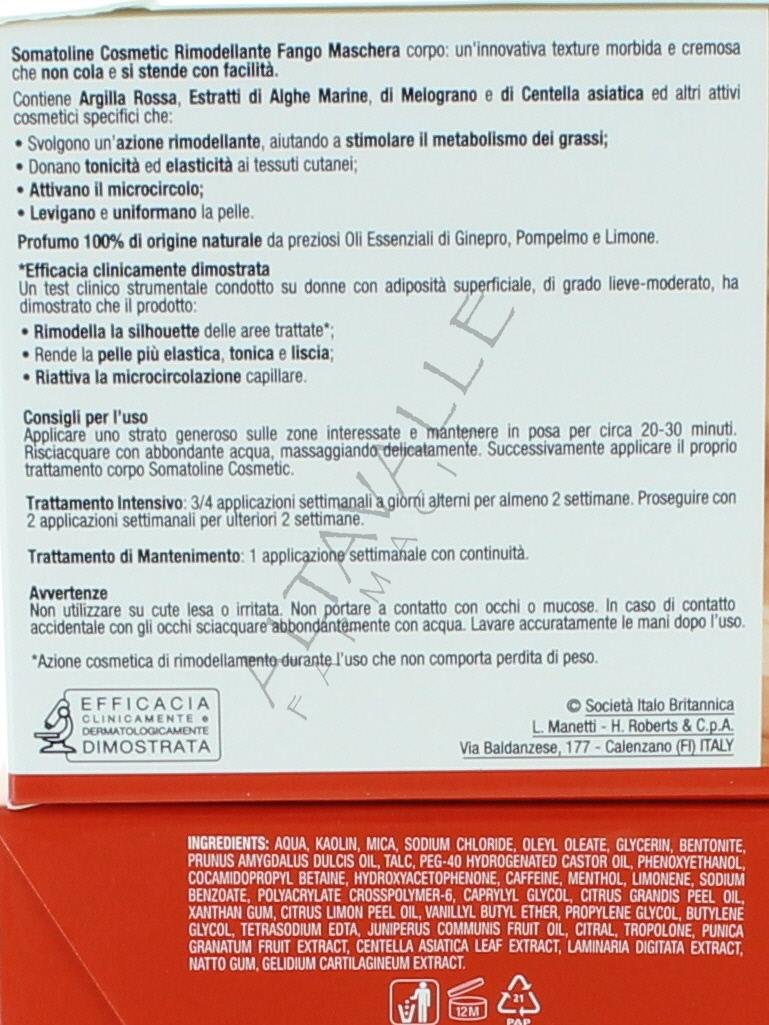 Somatoline Cosmetic Rimodellante Fango Maschera corpo: un'innovativa texture morbida e cremosa
che non cola e si stende con facilità.
Contiene Argilla Rossa, Estratti di Alghe Marine, di Melograno e di Centella asiatica ed altri attivi
cosmetici specifici che:
• Svolgono un'azione rimodellante, aiutando a stimolare il metabolismo dei grassi;
• Donano tonicità ed elasticità ai tessuti cutanei;
• Attivano il microcircolo;
• Levigano e uniformano la pelle.
Profumo 100% di origine naturale da preziosi Oli Essenziali di Ginepro, Pompelmo e Limone.
*Efficacia clinicamente dimostrata
Un test clinico strumentale condotto su donne con adiposità superficiale, di grado lieve-moderato, ha
dimostrato che il prodotto:
• Rimodella la silhouette delle aree trattate*;
• Rende la pelle più elastica, tonica e liscia;
• Riattiva la microcircolazione capillare.
Consigli per l'uso
Applicare uno strato generoso sulle zone interessate e mantenere in posa per circa 20-30 minuti.
Risciacquare con abbondante acqua, massaggiando delicatamente. Successivamente applicare il proprio
trattamento corpo Somatoline Cosmetic.
Trattamento Intensivo: 3/4 applicazioni settimanali a giorni alterni per almeno 2 settimane. Proseguire con
2 applicazioni settimanali per ulteriori 2 settimane.
Trattamento di Mantenimento: 1 applicazione settimanale con continuità.
Avvertenze
Non utilizzare su cute lesa o irritata. Non portare a contatto con occhi o mucose. In caso di contatto
accidentale con gli occhi sciacquare abbondantemente con acqua. Lavare accuratamente le mani dopo l'uso.
*Azione cosmetica di rimodellamento durante l'uso che non comporta perdita di peso.
EFFICACIA
CLINICAMENTE e
DERMATOLOGICAMENTE
DIMOSTRATA
© Società Italo Britannica
L. Manetti - H. Roberts & C.p.A.
Via Baldanzese, 177 - Calenzano (FI) ITALY
ALTAVALLE
FARMACI
INGREDIENTS: AQUA, KAOLIN, MICA, SODIUM CHLORIDE, OLEYL OLEATE, GLYCERIN, BENTONITE,
PRUNUS AMYGDALUS DULCIS OIL, TALC, PEG-40 HYDROGENATED CASTOR OIL, PHENOXYETHANOL,
COCAMIDOPROPYL BETAINE, HYDROXYACETOPHENONE, CAFFEINE, MENTHOL, LIMONENE, SODIUM
BENZOATE, POLYACRYLATE CROSSPOLYMER-6, CAPRYLYL GLYCOL, CITRUS GRANDIS PEEL OIL,
XANTHAN GUM, CITRUS LIMON PEEL OIL, VANILLYL BUTYL ETHER, PROPYLENE GLYCOL, BUTYLENE
GLYCOL, TETRASODIUM EDTA, JUNIPERUS COMMUNIS FRUIT OIL, CITRAL, TROPOLONE, PUNICA
GRANATUM FRUIT EXTRACT, CENTELLA ASIATICA LEAF EXTRACT, LAMINARIA DIGITATA EXTRACT,
NATTO GUM, GELIDIUM CARTILAGINEUM EXTRACT.
12M
21
PAP